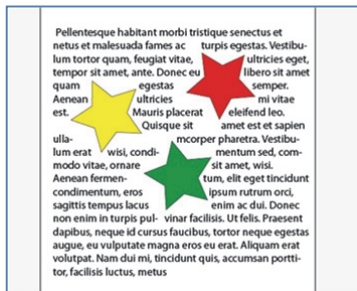 Pellentesque habitant morbi tristique senectus et
netus et malesuada fames ac turpis egestas. Vestibu-
lum tortor quam, feugiat vitae, ultricies eget,
tempor sit amet, ante. Donec eu libero sit amet
quam egestas semper.
Aenean ultricies mi vitae
est. Mauris placerat eleifend leo.
Quisque sit amet est et sapien
ulla- mcorper pharetra. Vestibu-
lum erat wisi, condi- mentum sed, com-
modo vitae, ornare sit amet, wisi.
Aenean fermen- tum, elit eget tincidunt
condimentum, eros ipsum rutrum orci,
sagittis tempus lacus enim ac dui. Donec
non enim in turpis pul- vinar facilisis. Ut felis. Praesent
dapibus, neque id cursus faucibus, tortor neque egestas
augue, eu vulputate magna eros eu erat. Aliquam erat
volutpat. Nam dui mi, tincidunt quis, accumsan portti-
tor, facilisis luctus, metus